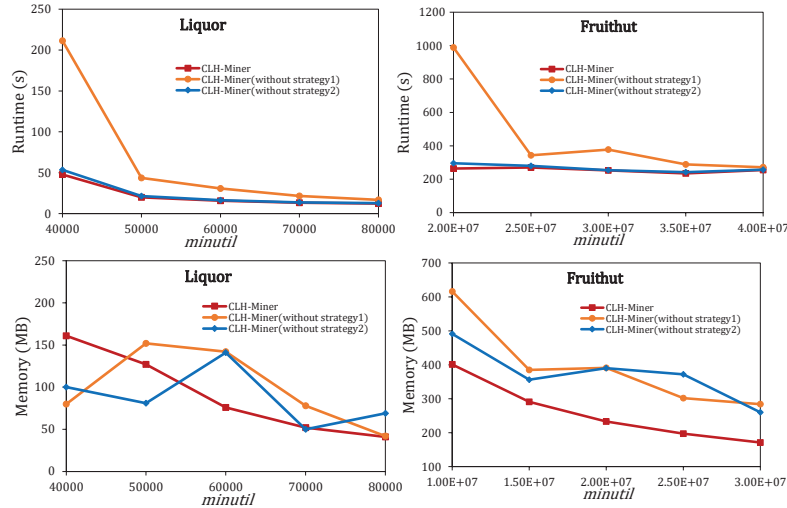 Liquor
Runtime (s)
250
200
150
100
50
0
CLH-Miner
CLH-Miner(without strategy1)
CLH-Miner(without strategy2)
40000 50000 60000 70000 80000
minutil
Fruithut
Runtime (s)
1200
1000
800
600
400
200
0
CLH-Miner
CLH-Miner(without strategy1)
CLH-Miner(without strategy2)
2.00E+07 2.50E+07 3.00E+07 3.50E+07 4.00E+07
minutil
Liquor
Memory (MB)
250
200
150
100
50
0
CLH-Miner
CLH-Miner(without strategy1)
CLH-Miner(without strategy2)
40000 50000 60000 70000 80000
minutil
Fruithut
Memory (MB)
700
600
500
400
300
200
100
CLH-Miner
CLH-Miner(without strategy1)
CLH-Miner(without strategy2)
1.00E+07 1.50E+07 2.00E+07 2.50E+07 3.00E+07
minutil